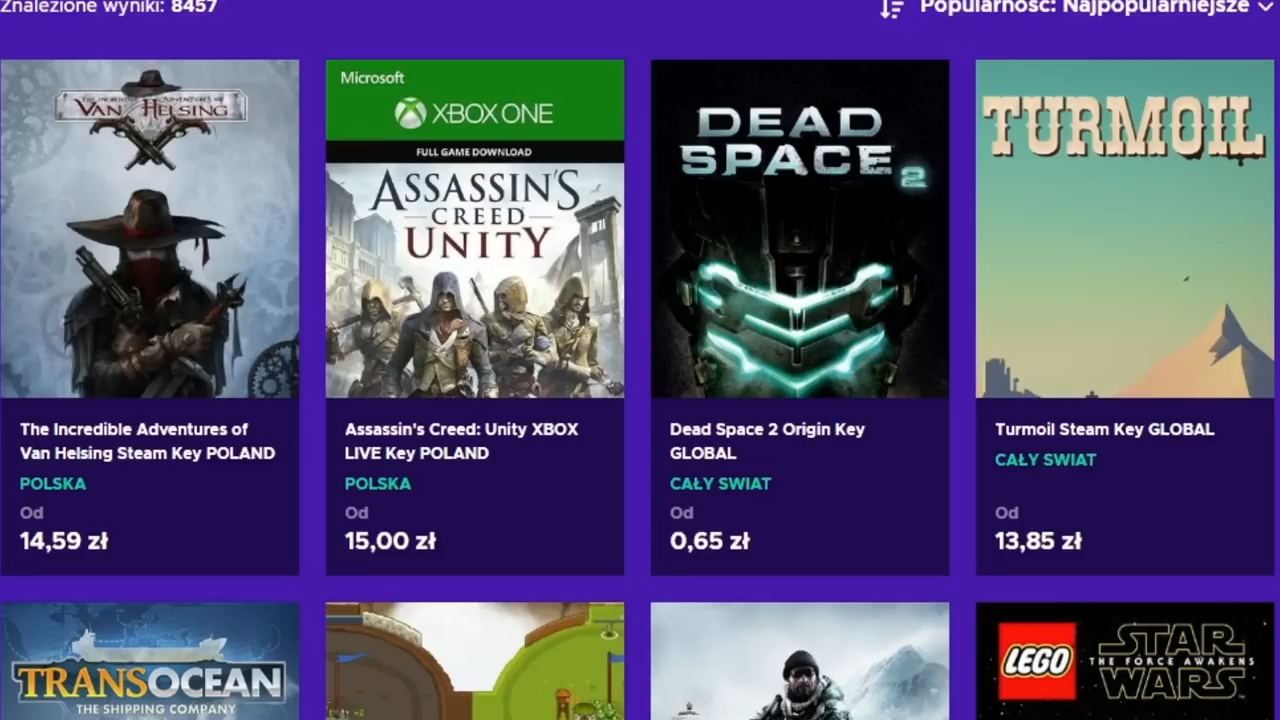 Znalezione wyniki: 8457
Popularność: Najpopularniejsze
THE INCREDIBLE ADVENTURES OF
VAN HELSING
Microsoft
XBOX ONE
FULL GAME DOWNLOAD
ASSASSIN'S
CREED
UNITY
DEAD
SPACE 2
TURMOIL
The Incredible Adventures of
Van Helsing Steam Key POLAND
POLSKA
Od
14,59 zł
Assassin's Creed: Unity XBOX
LIVE Key POLAND
POLSKA
Od
15,00 zł
Dead Space 2 Origin Key
GLOBAL
CAŁY SWIAT
Od
0,65 zł
Turmoil Steam Key GLOBAL
CAŁY SWIAT
Od
13,85 zł
TRANSOCEAN
THE SHIPPING COMPANY
LEGO
STAR
THE FORCE AWAKENS
WARS